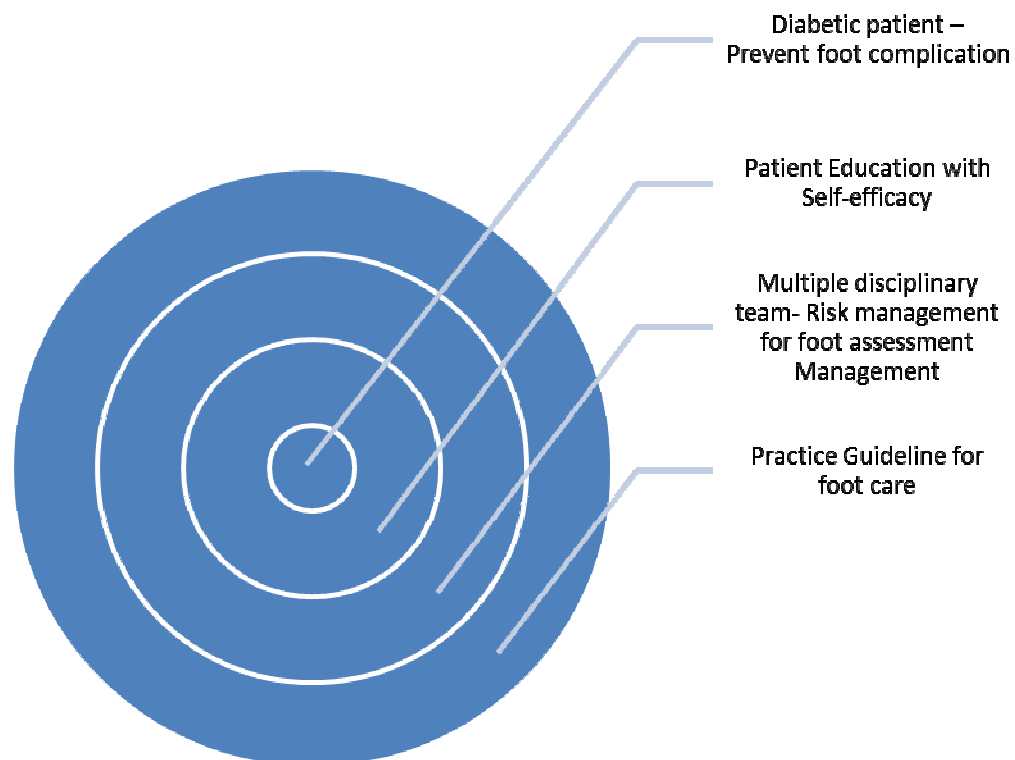 Diabetic patient –
Prevent foot complication
Patient Education with
Self-efficacy
Multiple disciplinary
team- Risk management
for foot assessment
Management
Practice Guideline for
foot care